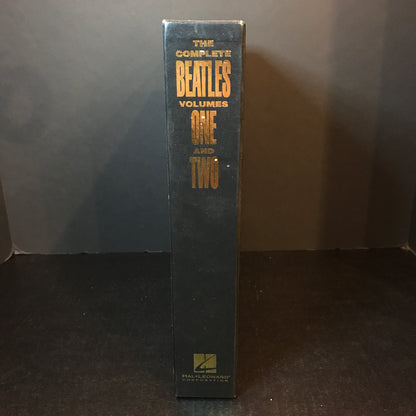 THE
COMPLETE
BEATLES
VOLUMES
ONE
AND
TWO
HAL•LEONARD®
CORPORATION